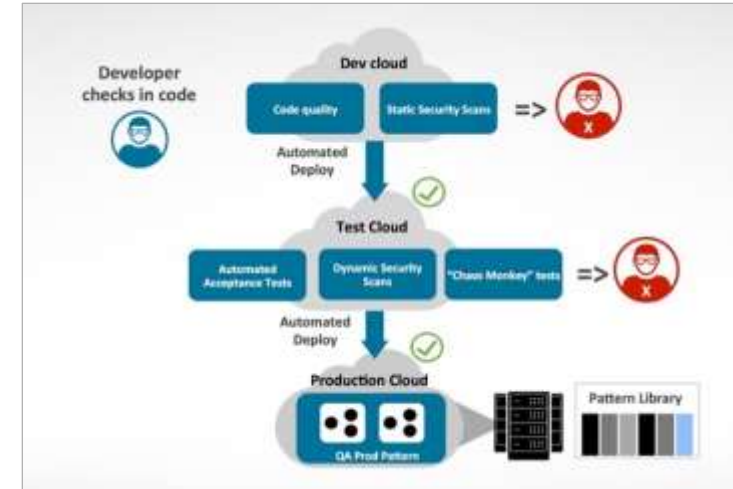 Developer
checks in code
Dev cloud
Code quality
Static Security Scans
=>
X
Automated
Deploy
Test Cloud
Automated
Acceptance Tests
Dynamic Security
Scans
"Chaos Monkey" tests
=>
X
Automated
Deploy
Production Cloud
QA Prod Pattern
Pattern Library